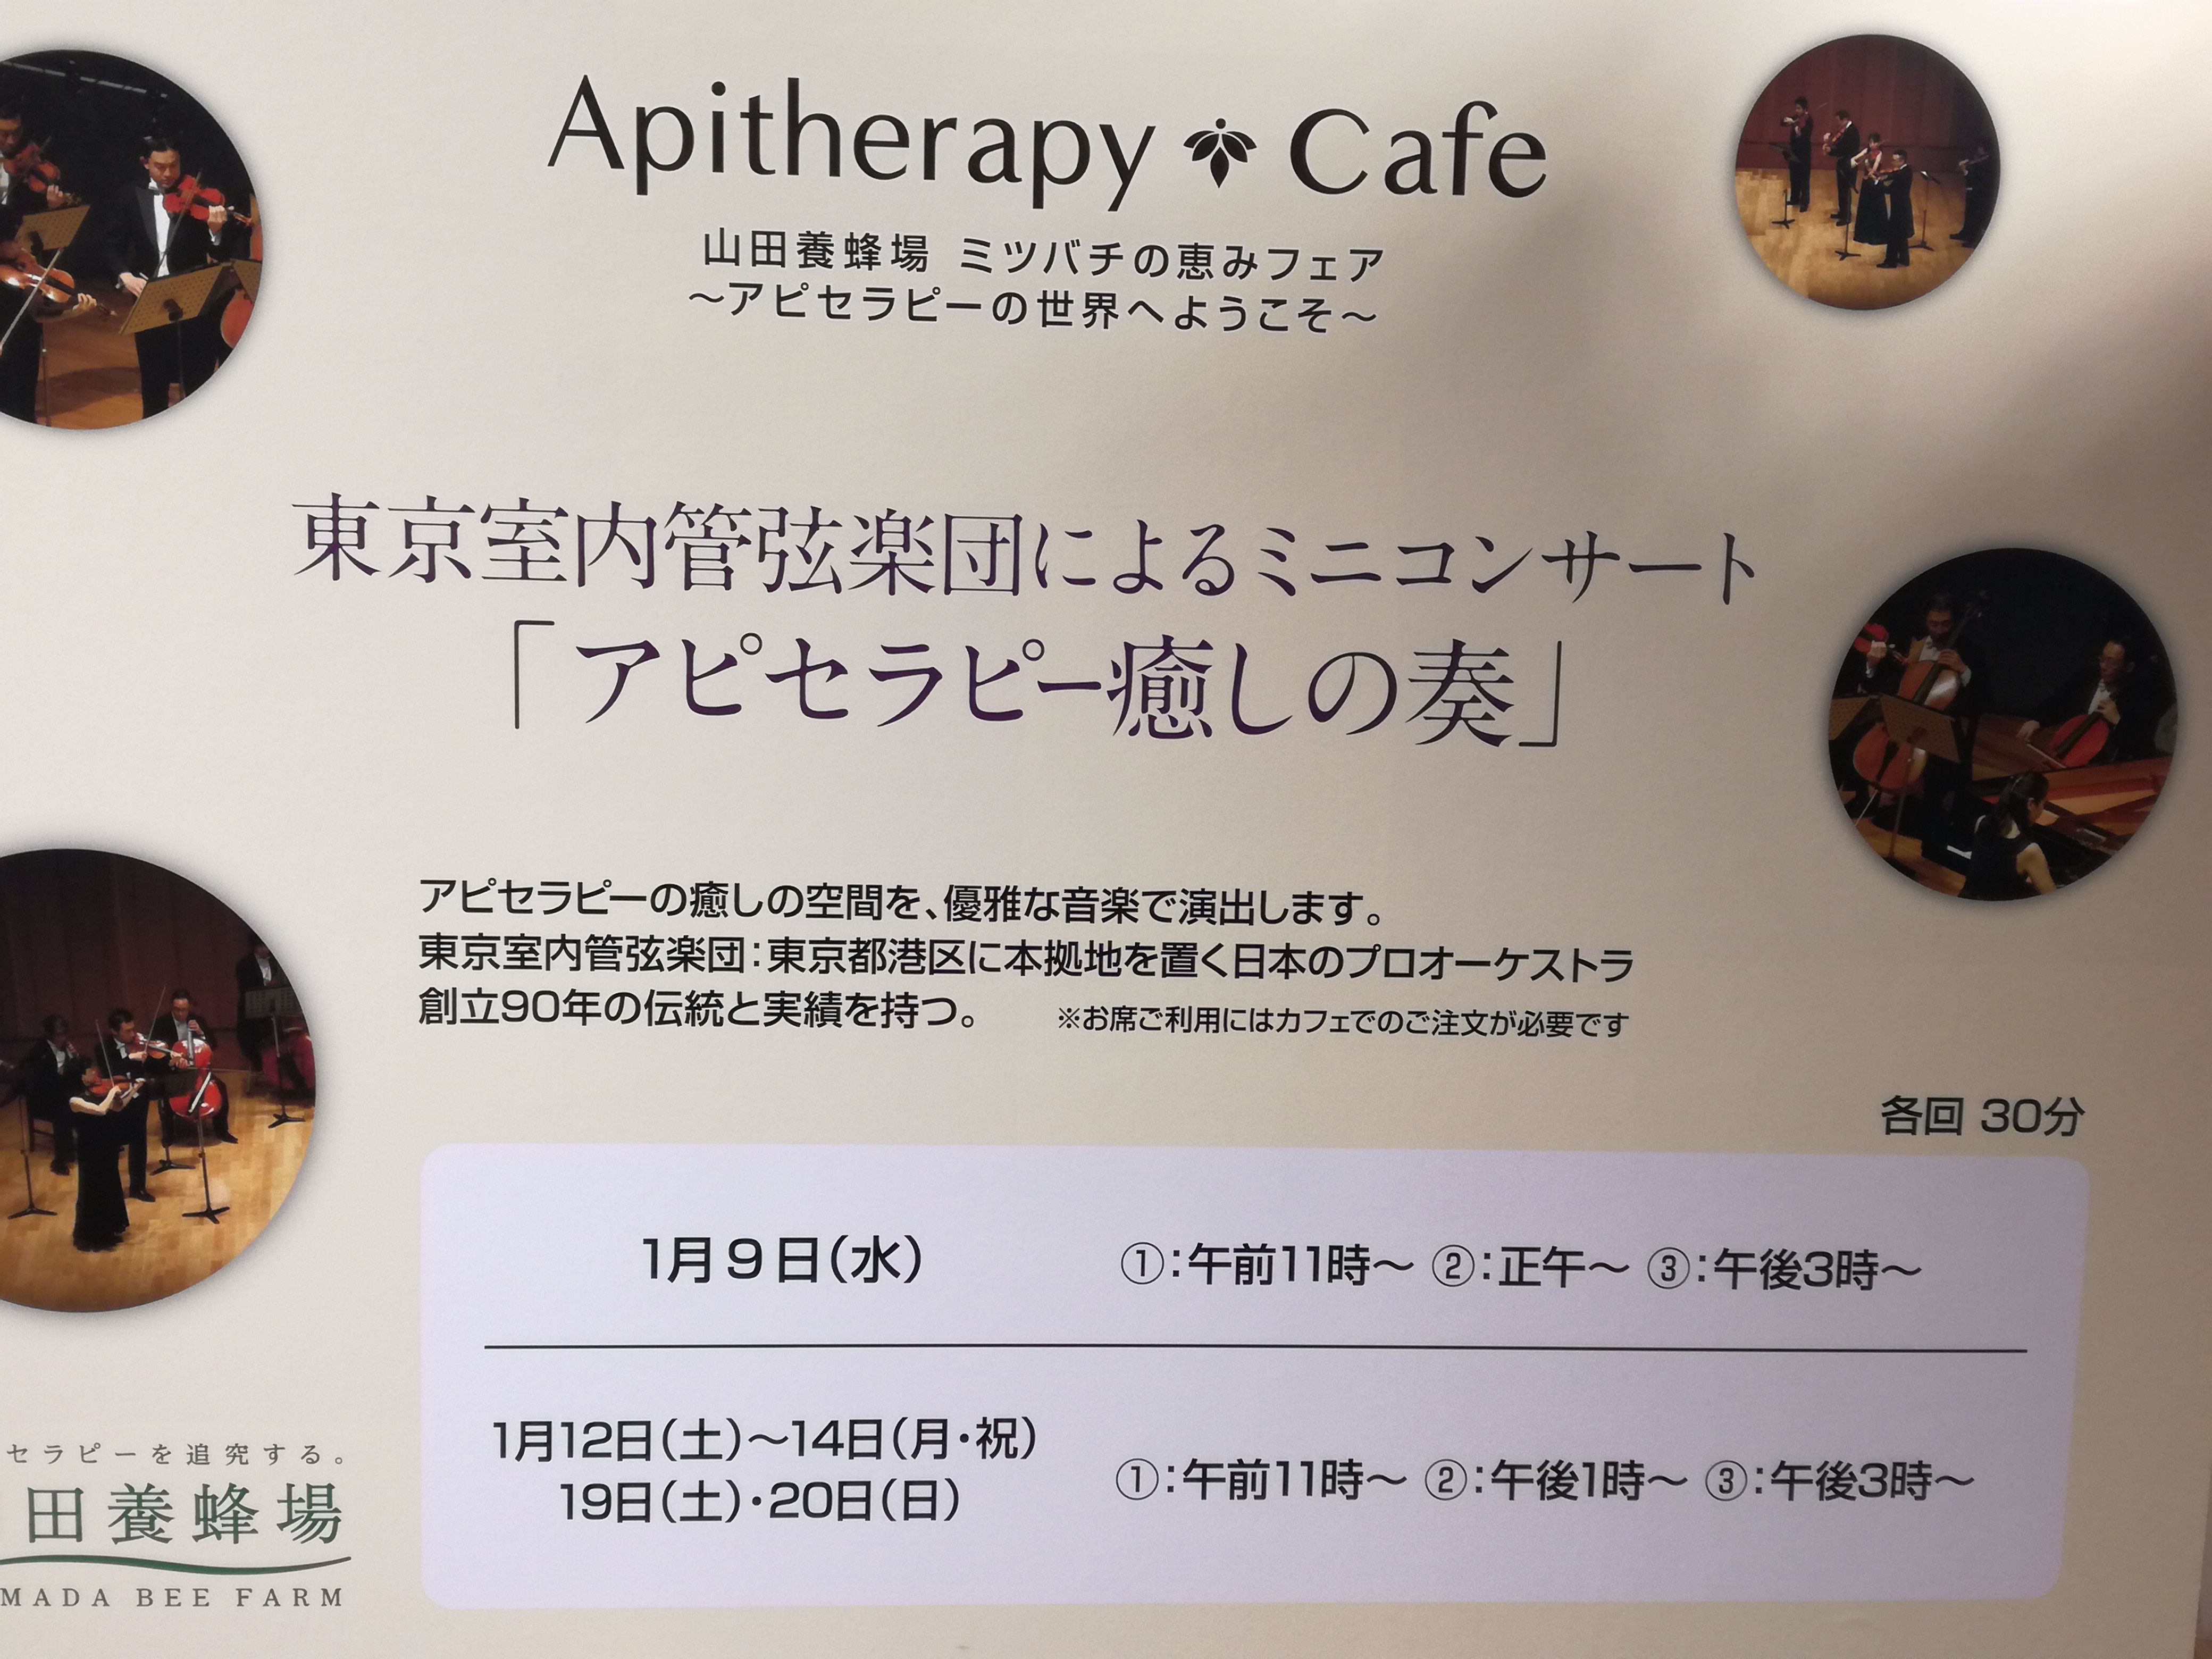 Apitherapy Cafe
山田養蜂場 ミツバチの恵みフェア
〜アピセラピーの世界へようこそ〜
東京室内管弦楽団によるミニコンサート
「アピセラピー癒しの奏」
アピセラピーの癒しの空間を、優雅な音楽で演出します。
東京室内管弦楽団：東京都港区に本拠地を置く日本のプロオーケストラ
創立90年の伝統と実績を持つ。 ※お席ご利用にはカフェでのご注文が必要です
各回 30分
1月9日（水） ①：午前11時〜 ②：正午〜 ③：午後3時〜
1月12日（土）〜14日（月・祝）
19日（土）・20日（日）
①：午前11時〜 ②：午後1時〜 ③：午後3時〜
セラピーを追究する。
田養蜂場
MADA BEE FARM